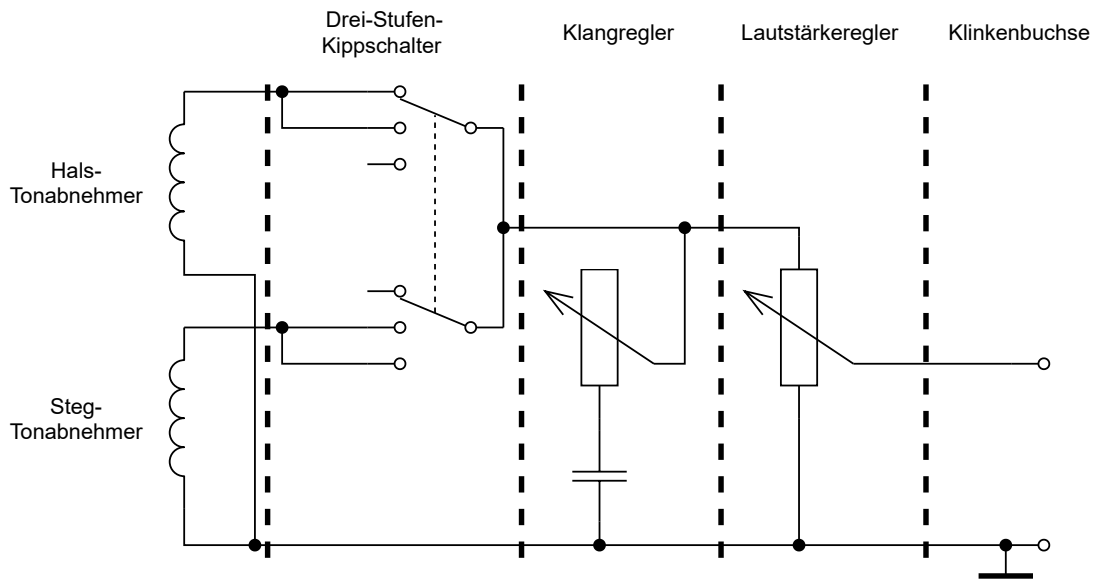 Drei-Stufen-
Kippschalter
Klangregler
Lautstärkeregler
Klinkenbuchse
Hals-
Tonabnehmer
Steg-
Tonabnehmer